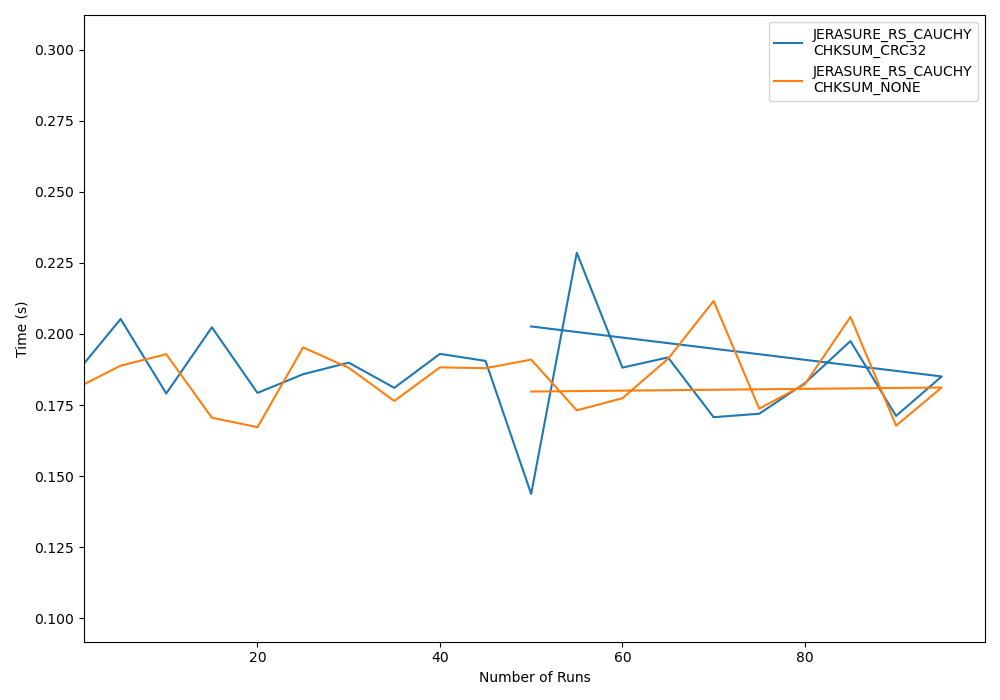 JERASURE_RS_CAUCHY
CHKSUM_CRC32
JERASURE_RS_CAUCHY
CHKSUM_NONE
0.300
0.275
0.250
0.225
0.200
0.175
0.150
0.125
0.100
Time (s)
20 40 60 80
Number of Runs